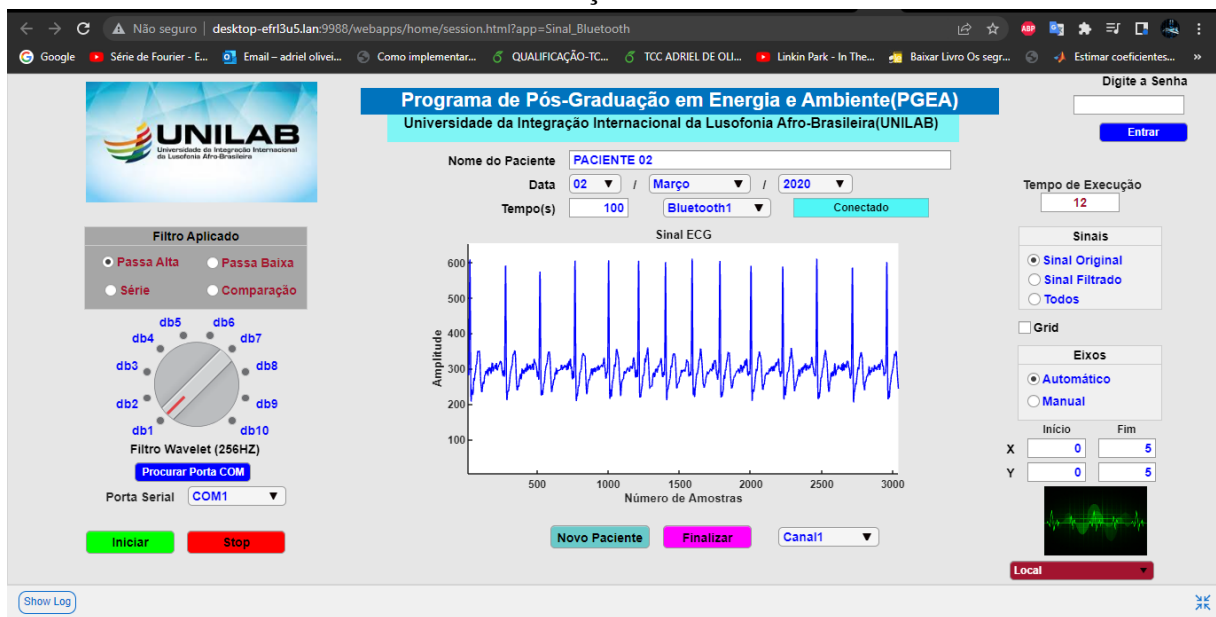 Não seguro
desktop-efrl3u5.lan:9988/webapps/home/session.html?app=Sinal_Bluetooth
ABP
Google
Série de Fourier - E...
Email – adriel olivei...
Como implementar...
QUALIFICAÇÃO-TC...
TCC ADRIEL DE OLI...
Linkin Park - In The...
Baixar Livro Os segr...
Estimar coeficientes...
»
UNILAB
Universidade da Integração Internacional
da Lusofonia Afro-Brasileira
Programa de Pós-Graduação em Energia e Ambiente(PGEA)
Universidade da Integração Internacional da Lusofonia Afro-Brasileira(UNILAB)
Digite a Senha
Entrar
Nome do Paciente PACIENTE 02
Data 02 / Março / 2020
Tempo(s) 100 Bluetooth1 Conectado
Tempo de Execução
12
Filtro Aplicado
Passa Alta Passa Baixa
Série Comparação
db1
db2
db3
db4
db5
db6
db7
db8
db9
db10
Filtro Wavelet (256HZ)
Procurar Porta COM
Porta Serial COM1
Iniciar Stop
Sinal ECG
Amplitude
600
500
400
300
200
100
500 1000 1500 2000 2500 3000
Número de Amostras
Novo Paciente Finalizar Canal1
Sinais
Sinal Original
Sinal Filtrado
Todos
Grid
Eixos
Automático
Manual
Início Fim
X 0 5
Y 0 5
Local
Show Log